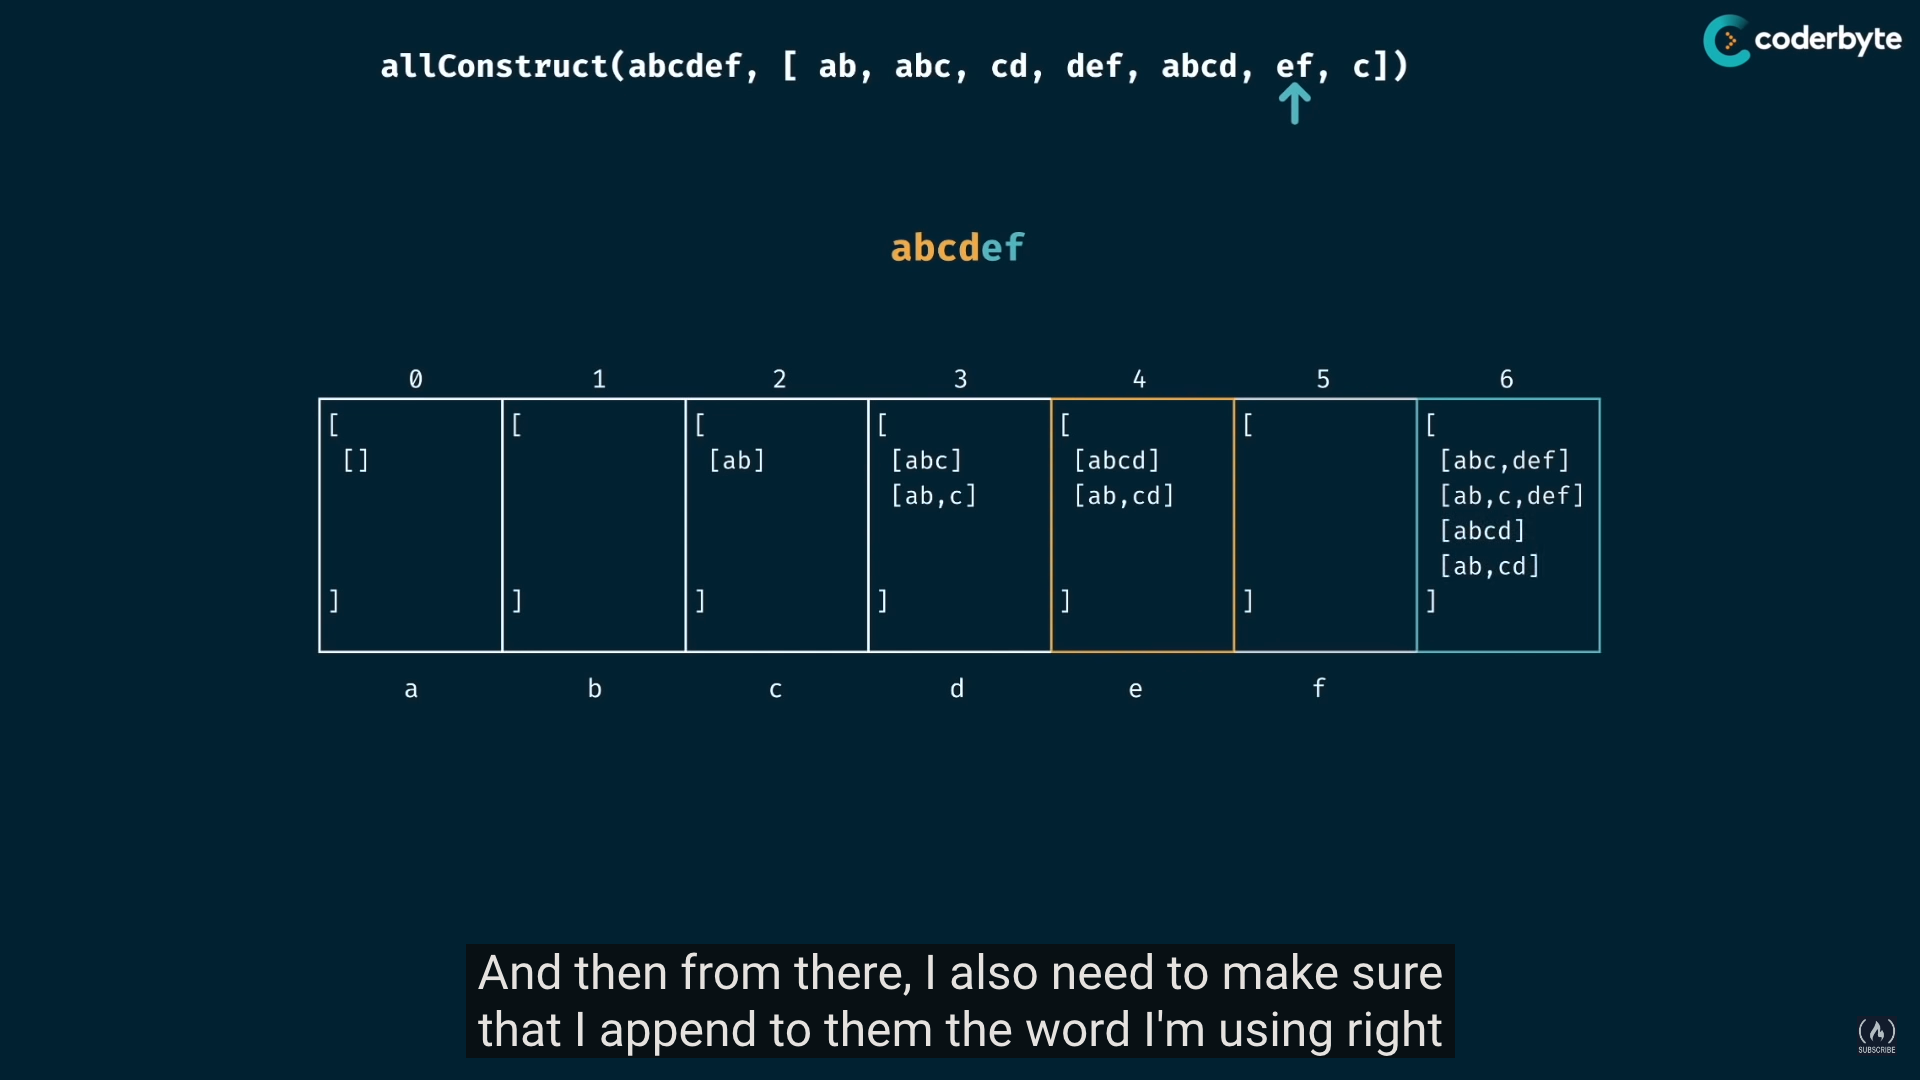 coderbyte
allConstruct(abcdef, [ ab, abc, cd, def, abcd, ef, c])
abcdef
0 1 2 3 4 5 6
[ [ [ [ [ [ [
[] [ab] [abc] [abcd] [abc,def]
[ab,c] [ab,cd] [ab,c,def]
[abcd]
[ab,cd]
] ] ] ] ] ] ]
a b c d e f
And then from there, I also need to make sure
that I append to them the word I'm using right
SUBSCRIBE